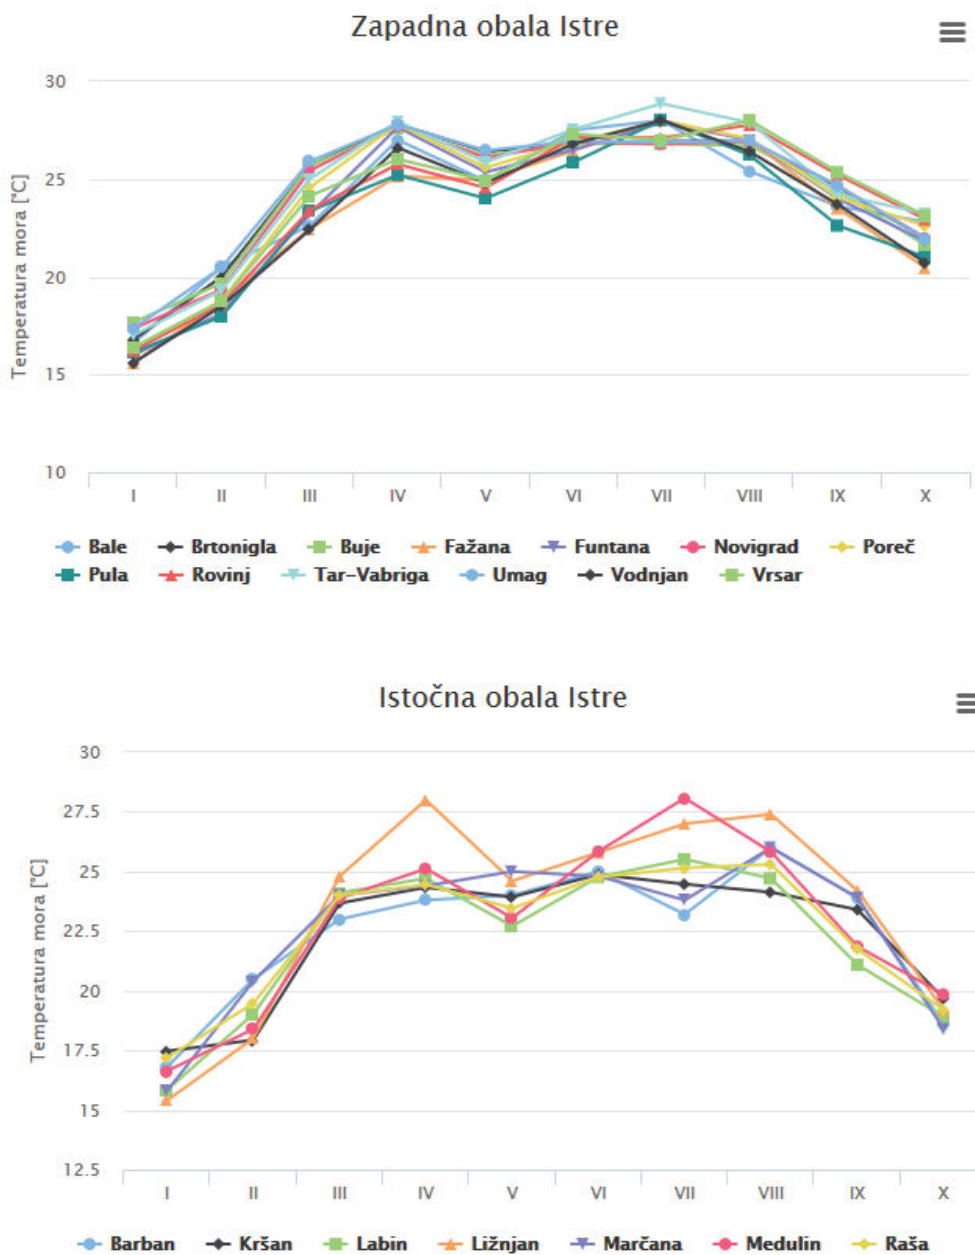 Zapadna obala Istre
Temperatura mora [°C]
30
25
20
15
10
I II III IV V VI VII VIII IX X
Bale Brtonigla Buje Fažana Funtana Novigrad Poreč
Pula Rovinj Tar-Vabriga Umag Vodnjan Vrsar
Istočna obala Istre
Temperatura mora [°C]
30
27.5
25
22.5
20
17.5
15
12.5
I II III IV V VI VII VIII IX X
Barban Kršan Labin Ližnjan Marčana Medulin Raša